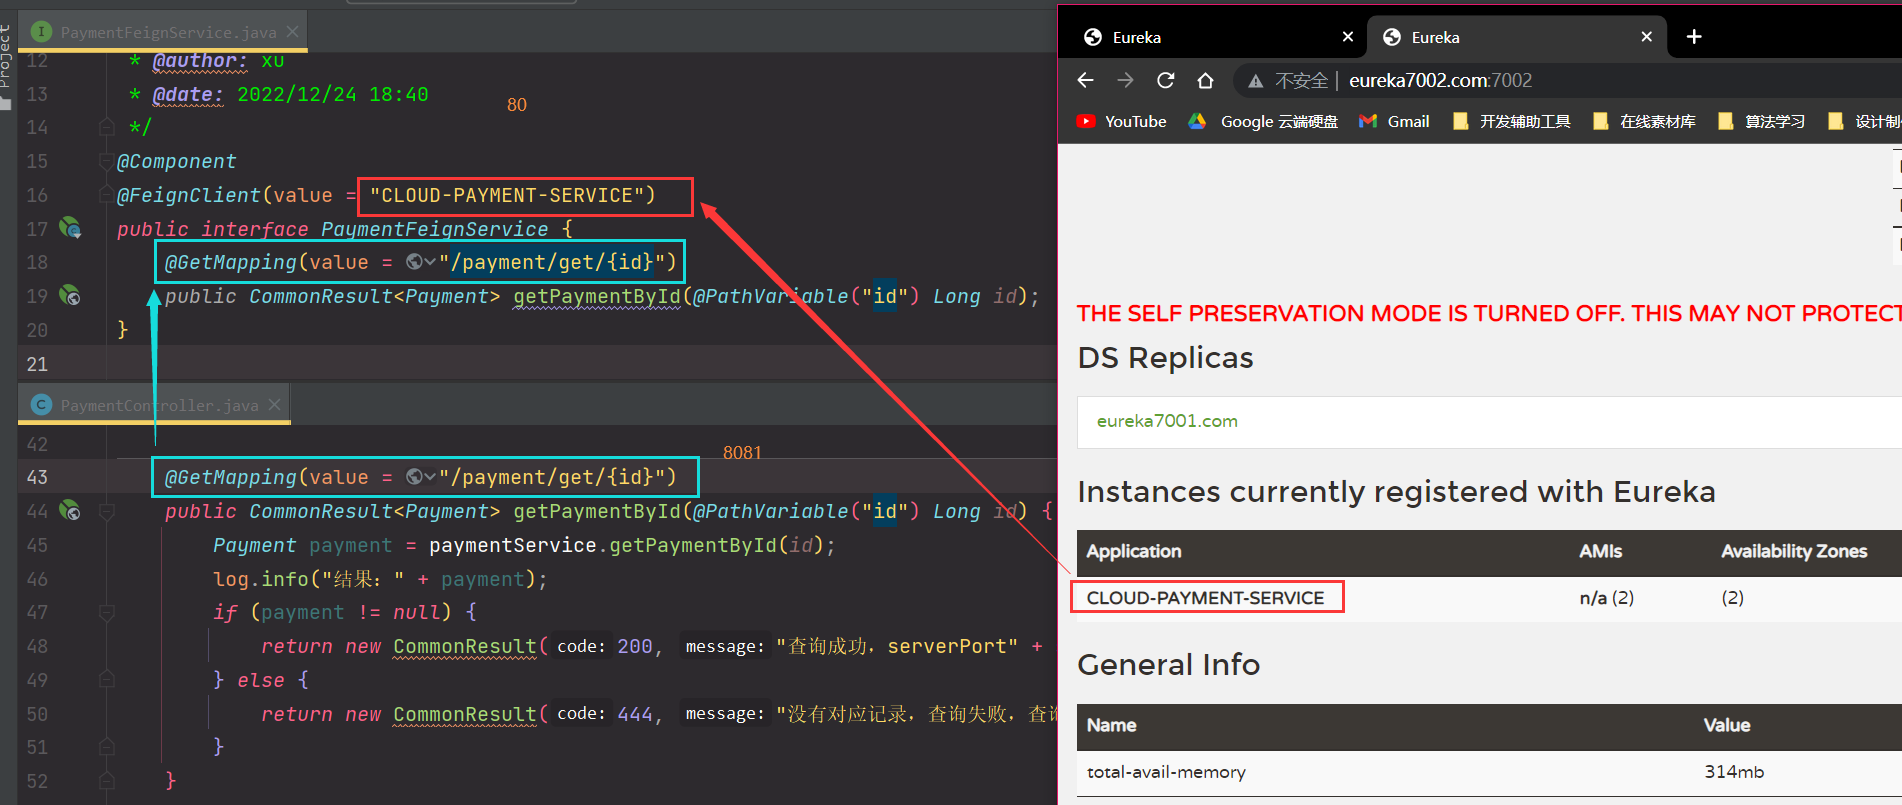 Project
PaymentFeignService.java
12 * @author: xu
13 * @date: 2022/12/24 18:40
80
14 */
15 @Component
16 @FeignClient(value = "CLOUD-PAYMENT-SERVICE")
17 public interface PaymentFeignService {
18 @GetMapping(value = "/payment/get/{id}")
19 public CommonResult<Payment> getPaymentById(@PathVariable("id") Long id);
20 }
21
PaymentController.java
42
8081
43 @GetMapping(value = "/payment/get/{id}")
44 public CommonResult<Payment> getPaymentById(@PathVariable("id") Long id) {
45 Payment payment = paymentService.getPaymentById(id);
46 log.info("结果: " + payment);
47 if (payment != null) {
48 return new CommonResult( code: 200, message: "查询成功，serverPort" +
49 } else {
50 return new CommonResult( code: 444, message: "没有对应记录，查询失败，查询
51 }
52 }
Eureka
Eureka
不安全 eureka7002.com:7002
YouTube Google 云端硬盘 Gmail 开发辅助工具 在线素材库 算法学习 设计制
THE SELF PRESERVATION MODE IS TURNED OFF. THIS MAY NOT PROTECT
DS Replicas
eureka7001.com
Instances currently registered with Eureka
Application AMIs Availability Zones
CLOUD-PAYMENT-SERVICE n/a (2) (2)
General Info
Name Value
total-avail-memory 314mb